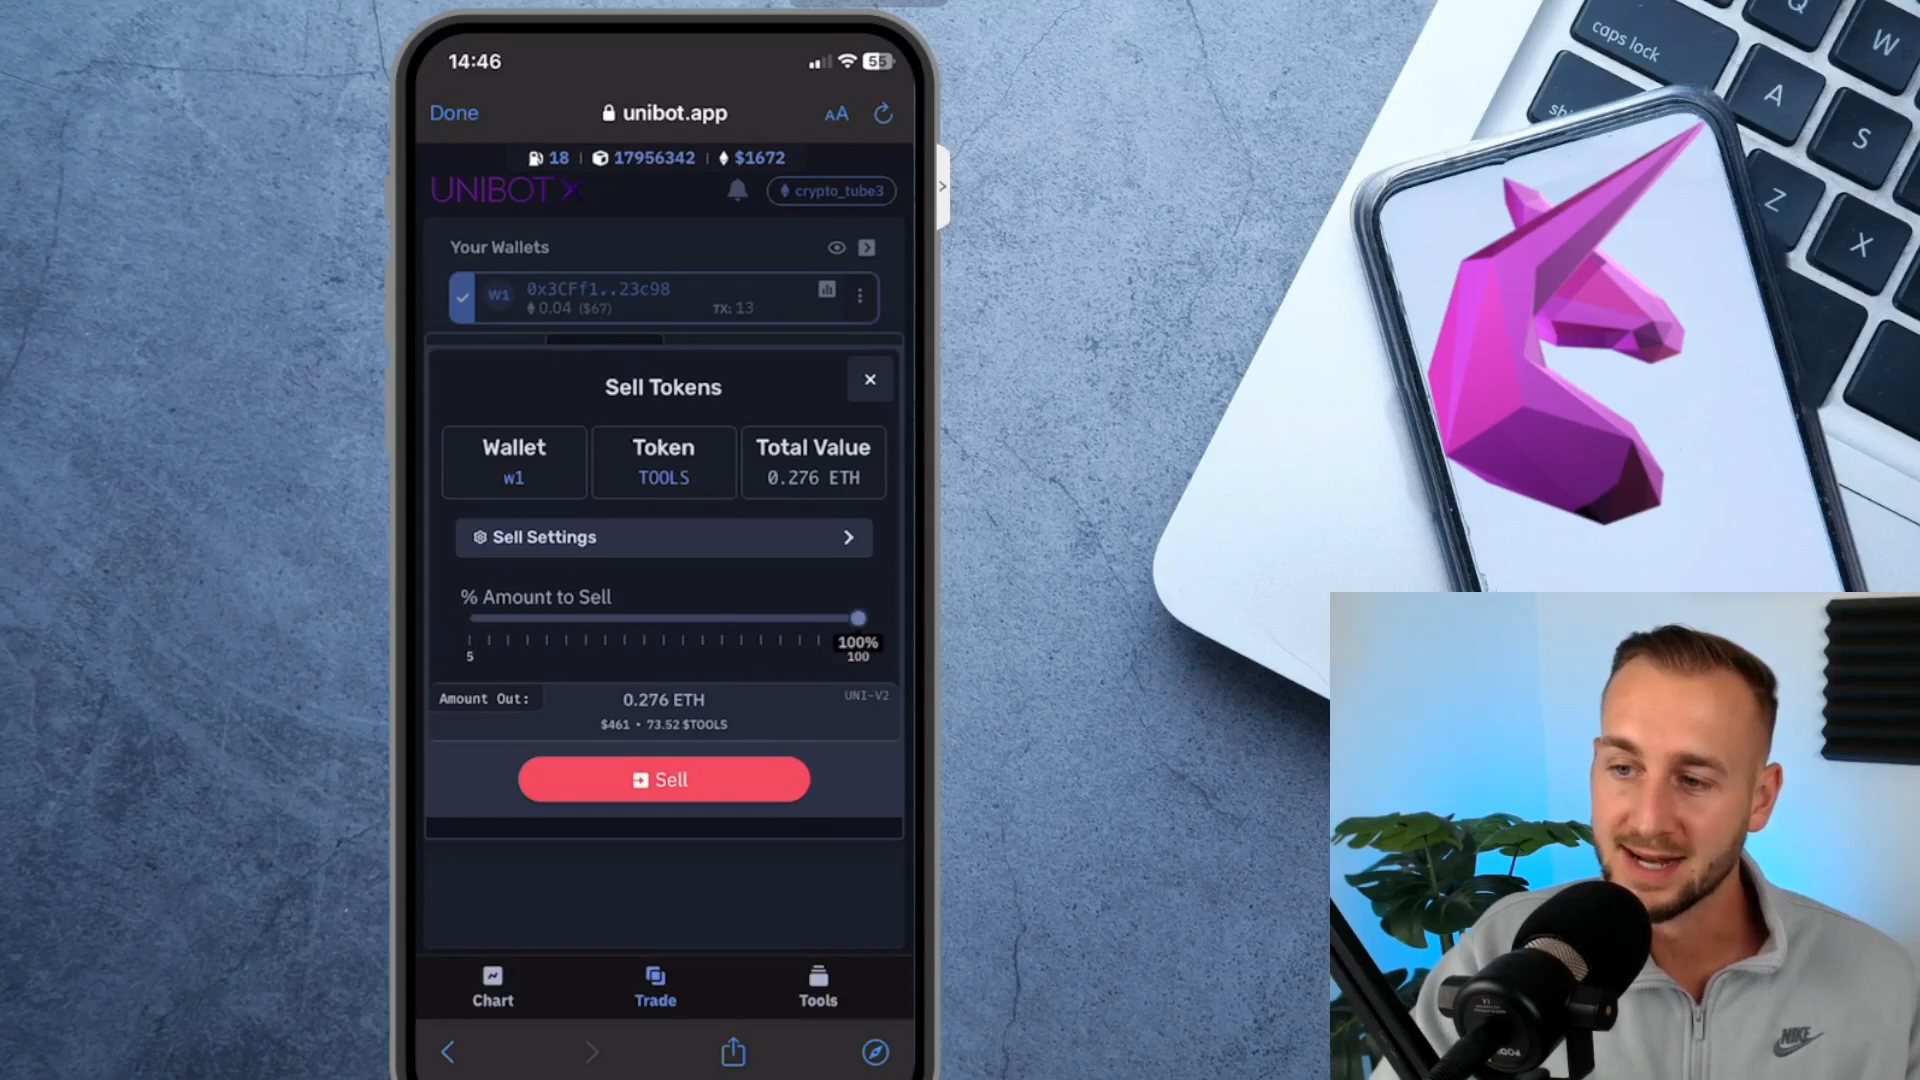 14:46
55
Done
unibot.app
AA
18 | 17956342 | $1672
UNIBOT X
crypto_tube3
Your Wallets
W1
0x3CFf1..23c98
0.04 ($67)
TX: 13
Sell Tokens
×
Wallet
w1
Token
TOOLS
Total Value
0.276 ETH
Sell Settings
% Amount to Sell
100%
5
100
Amount Out:
0.276 ETH
UNI-V2
$461 • 73.52 $TOOLS
Sell
Chart
Trade
Tools
caps lock
Q
W
A
S
Z
X
NIKE